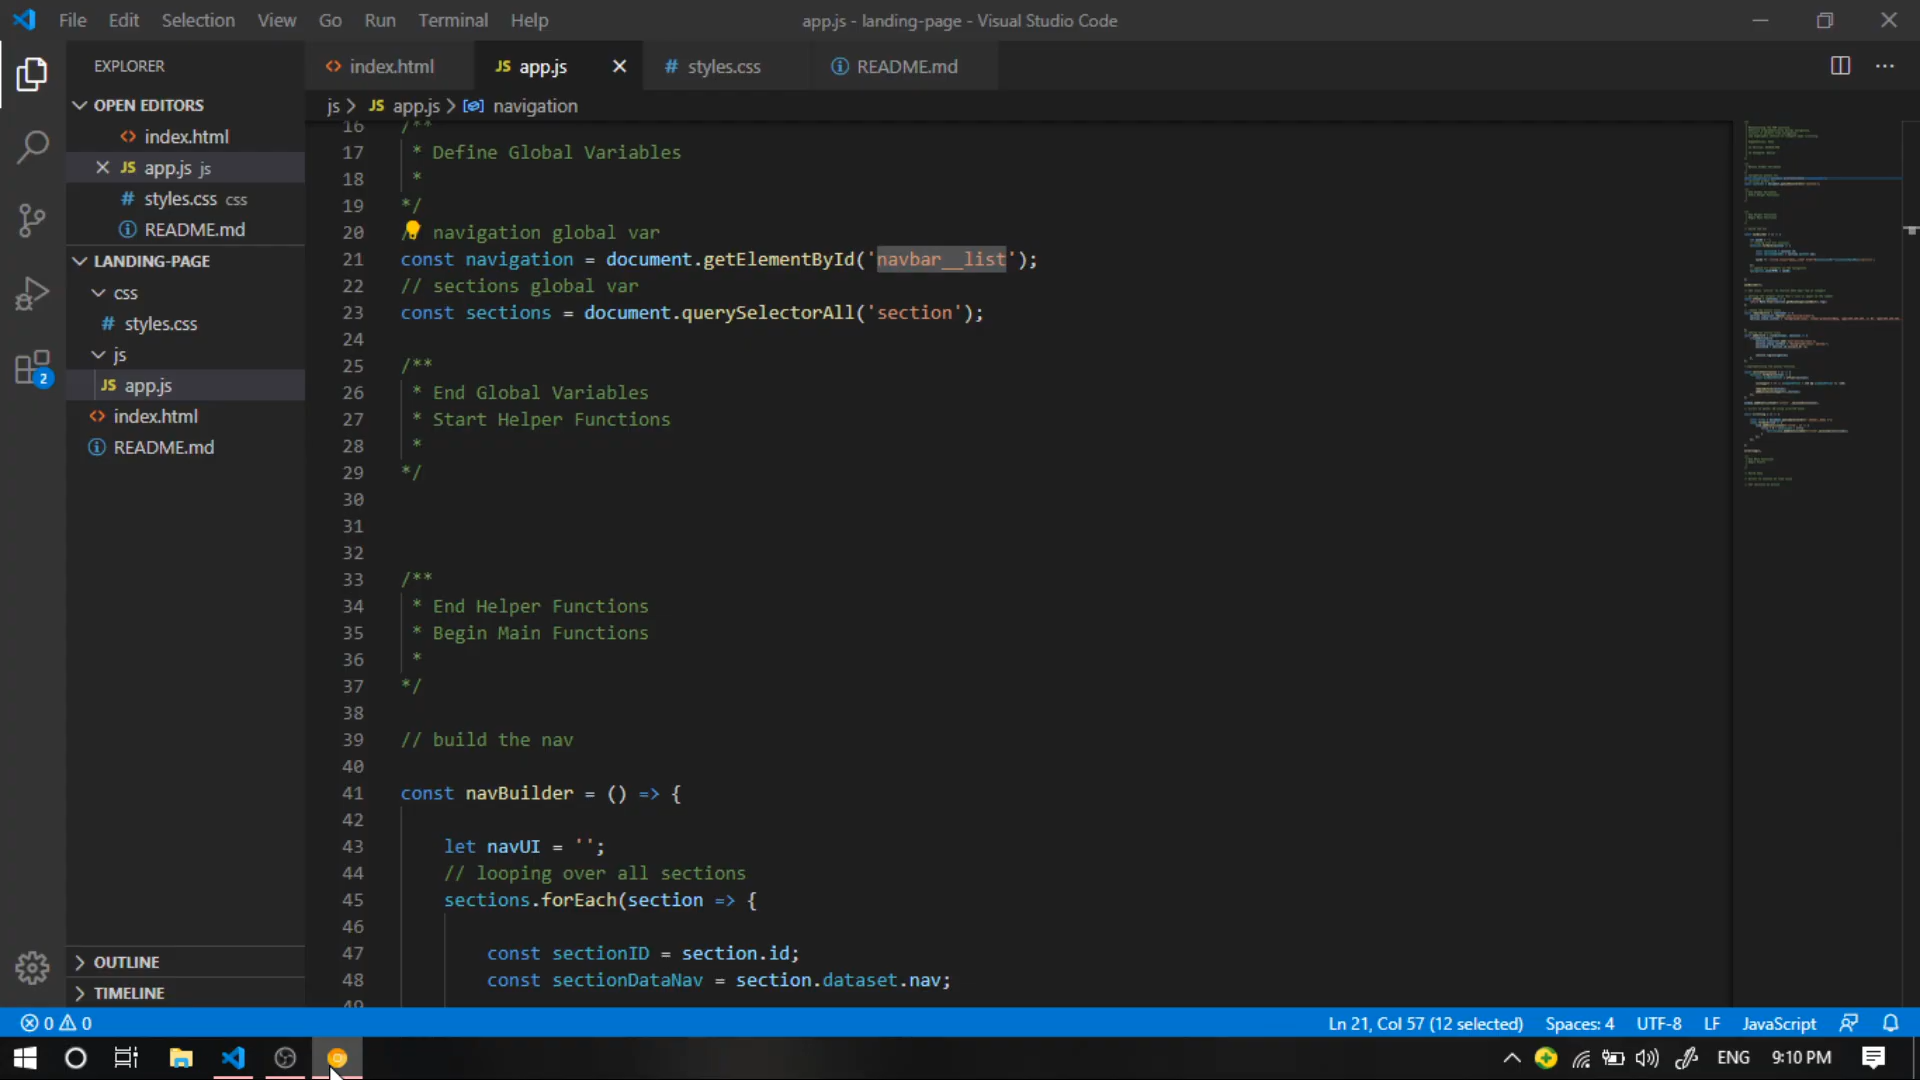 File Edit Selection View Go Run Terminal Help
app.js - landing-page - Visual Studio Code
EXPLORER
index.html
JS app.js
# styles.css
README.md
OPEN EDITORS
index.html
JS app.js js
# styles.css css
README.md
LANDING-PAGE
css
# styles.css
js
JS app.js
index.html
README.md
OUTLINE
TIMELINE
js > JS app.js > navigation
16 /**
17 * Define Global Variables
18 *
19 */
20 / navigation global var
21 const navigation = document.getElementById('navbar__list');
22 // sections global var
23 const sections = document.querySelectorAll('section');
24
25 /**
26 * End Global Variables
27 * Start Helper Functions
28 *
29 */
30
31
32
33 /**
34 * End Helper Functions
35 * Begin Main Functions
36 *
37 */
38
39 // build the nav
40
41 const navBuilder = () => {
42
43 let navUI = '';
44 // looping over all sections
45 sections.forEach(section => {
46
47 const sectionID = section.id;
48 const sectionDataNav = section.dataset.nav;
49
2
0 0
Ln 21, Col 57 (12 selected) Spaces: 4 UTF-8 LF JavaScript
ENG 9:10 PM